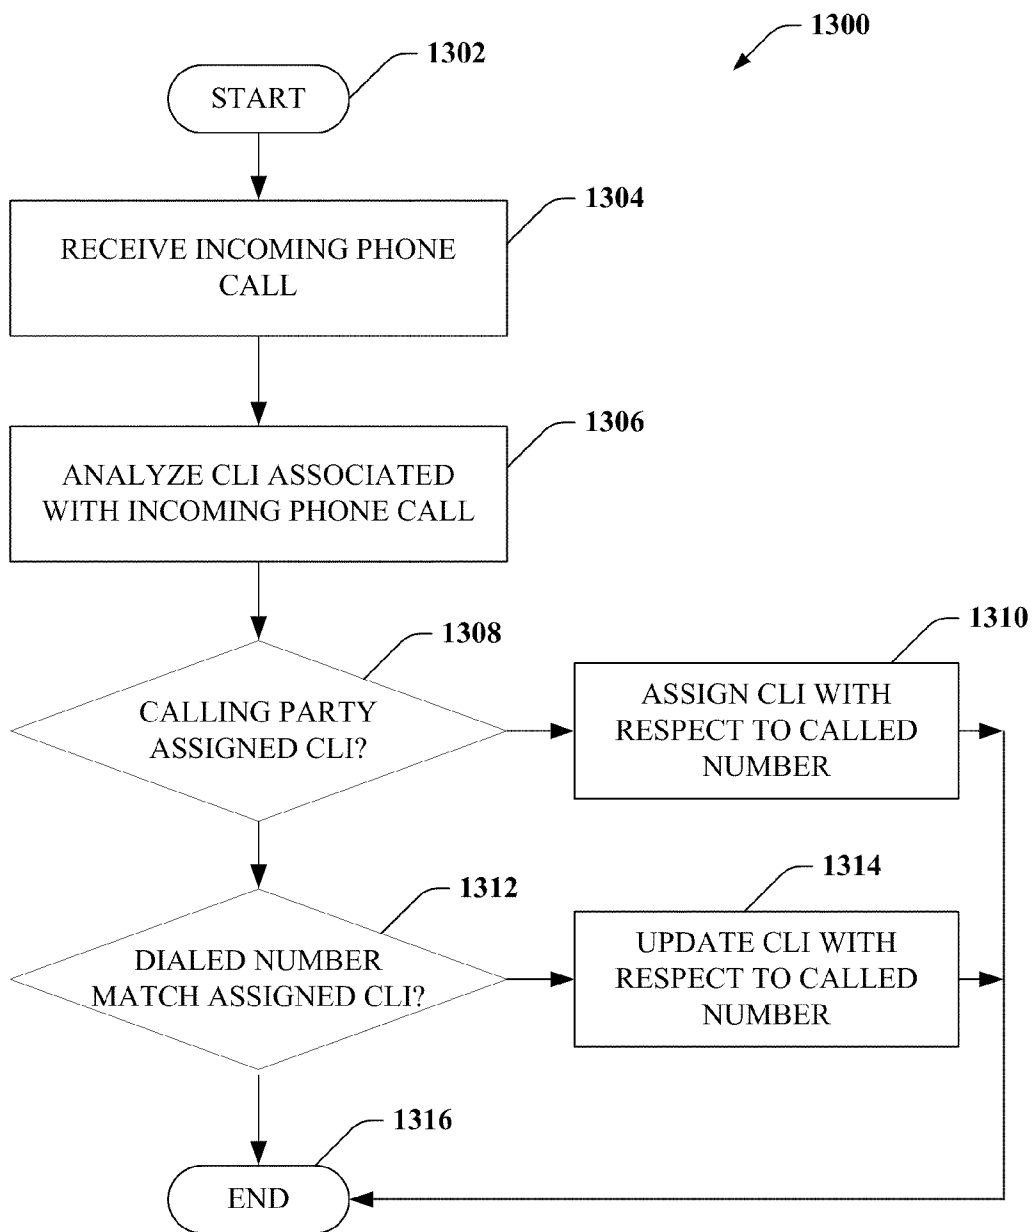 1300
1302
START
1304
RECEIVE INCOMING PHONE
CALL
1306
ANALYZE CLI ASSOCIATED
WITH INCOMING PHONE CALL
1308
CALLING PARTY
ASSIGNED CLI?
1310
ASSIGN CLI WITH
RESPECT TO CALLED
NUMBER
1312
DIALED NUMBER
MATCH ASSIGNED CLI?
1314
UPDATE CLI WITH
RESPECT TO CALLED
NUMBER
1316
END